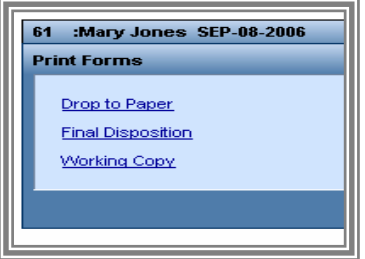 61 :Mary Jones SEP-08-2006
Print Forms
Drop to Paper
Final Disposition
Working Copy